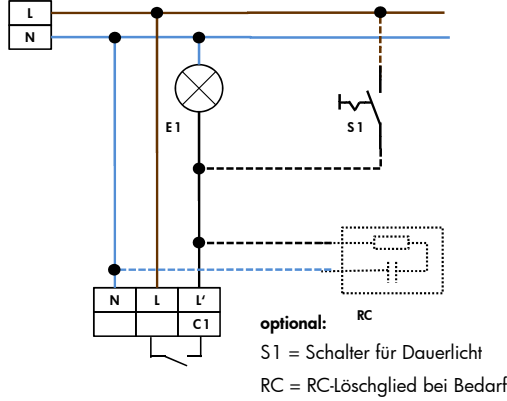 L
N
E1
S1
N L L'
C1
RC
optional:
S1 = Schalter für Dauerlicht
RC = RC-Löschglied bei Bedarf